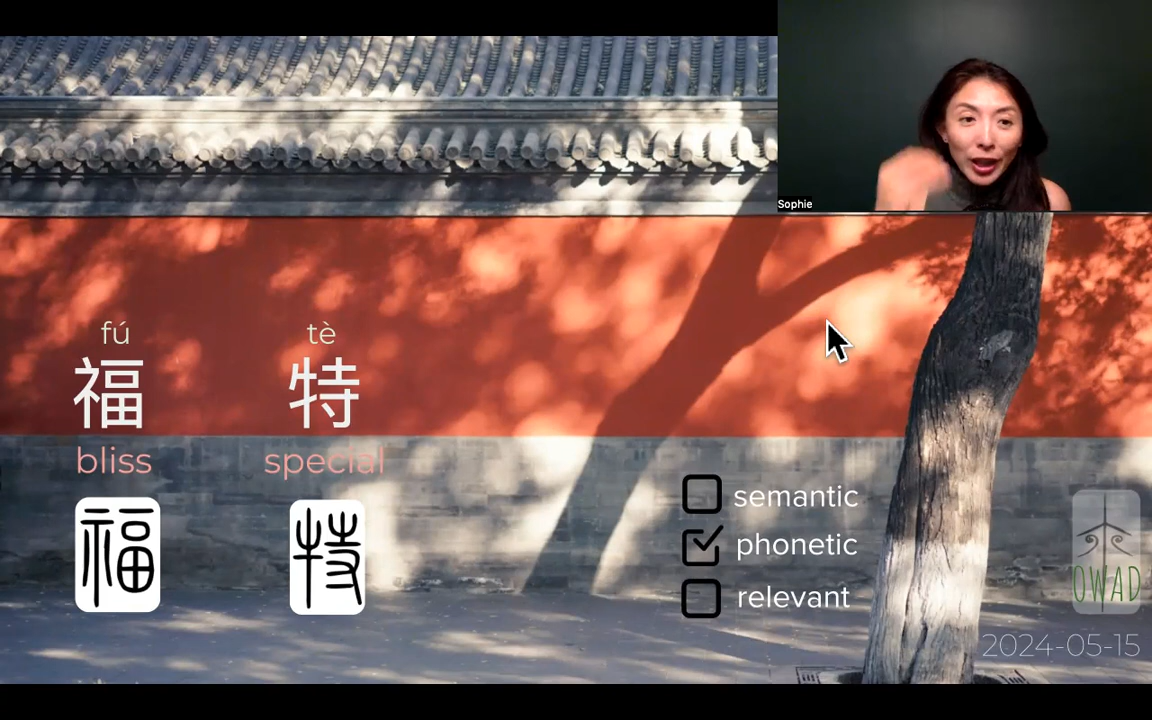 Sophie
fú tè
福 特
bliss special
福 特
semantic
phonetic
relevant
OWAD
2024-05-15